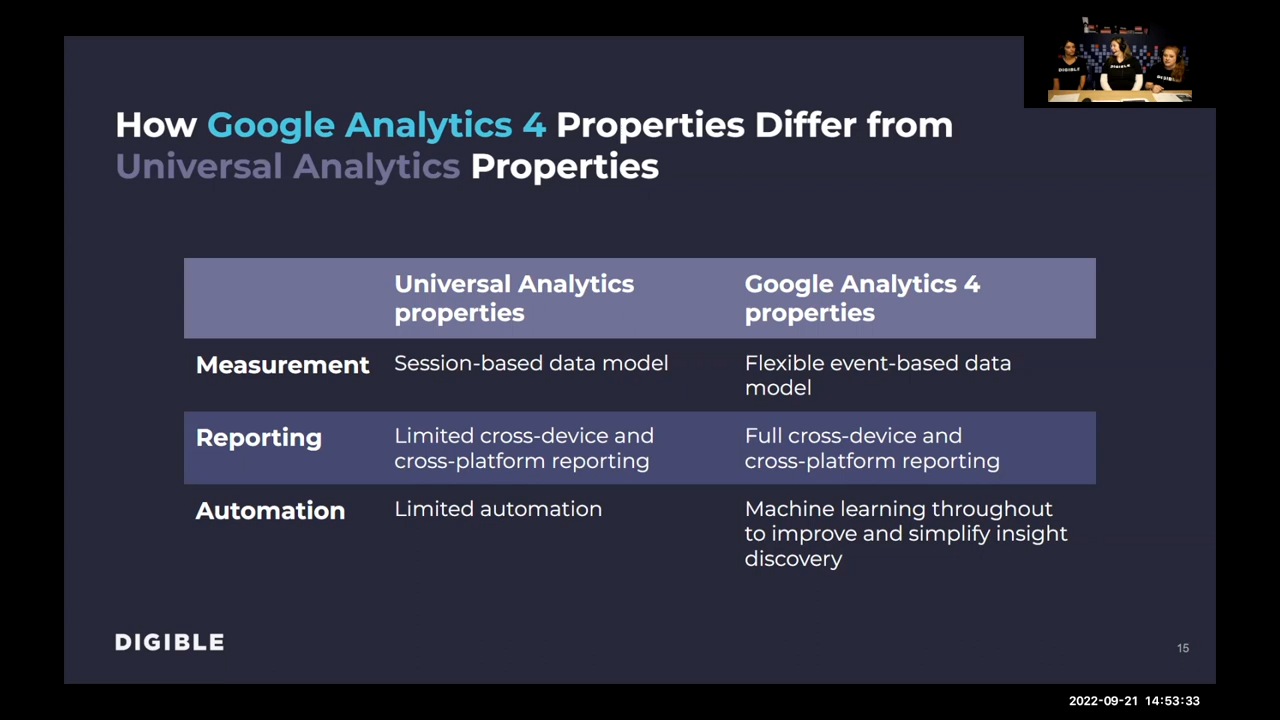 How Google Analytics 4 Properties Differ from
Universal Analytics Properties
Universal Analytics
properties
Google Analytics 4
properties
Measurement
Session-based data model
Flexible event-based data
model
Reporting
Limited cross-device and
cross-platform reporting
Full cross-device and
cross-platform reporting
Automation
Limited automation
Machine learning throughout
to improve and simplify insight
discovery
DIGIBLE
15
DIGIBLE
DIGIBLE
DIGIBLE
2022-09-21 14:53:33